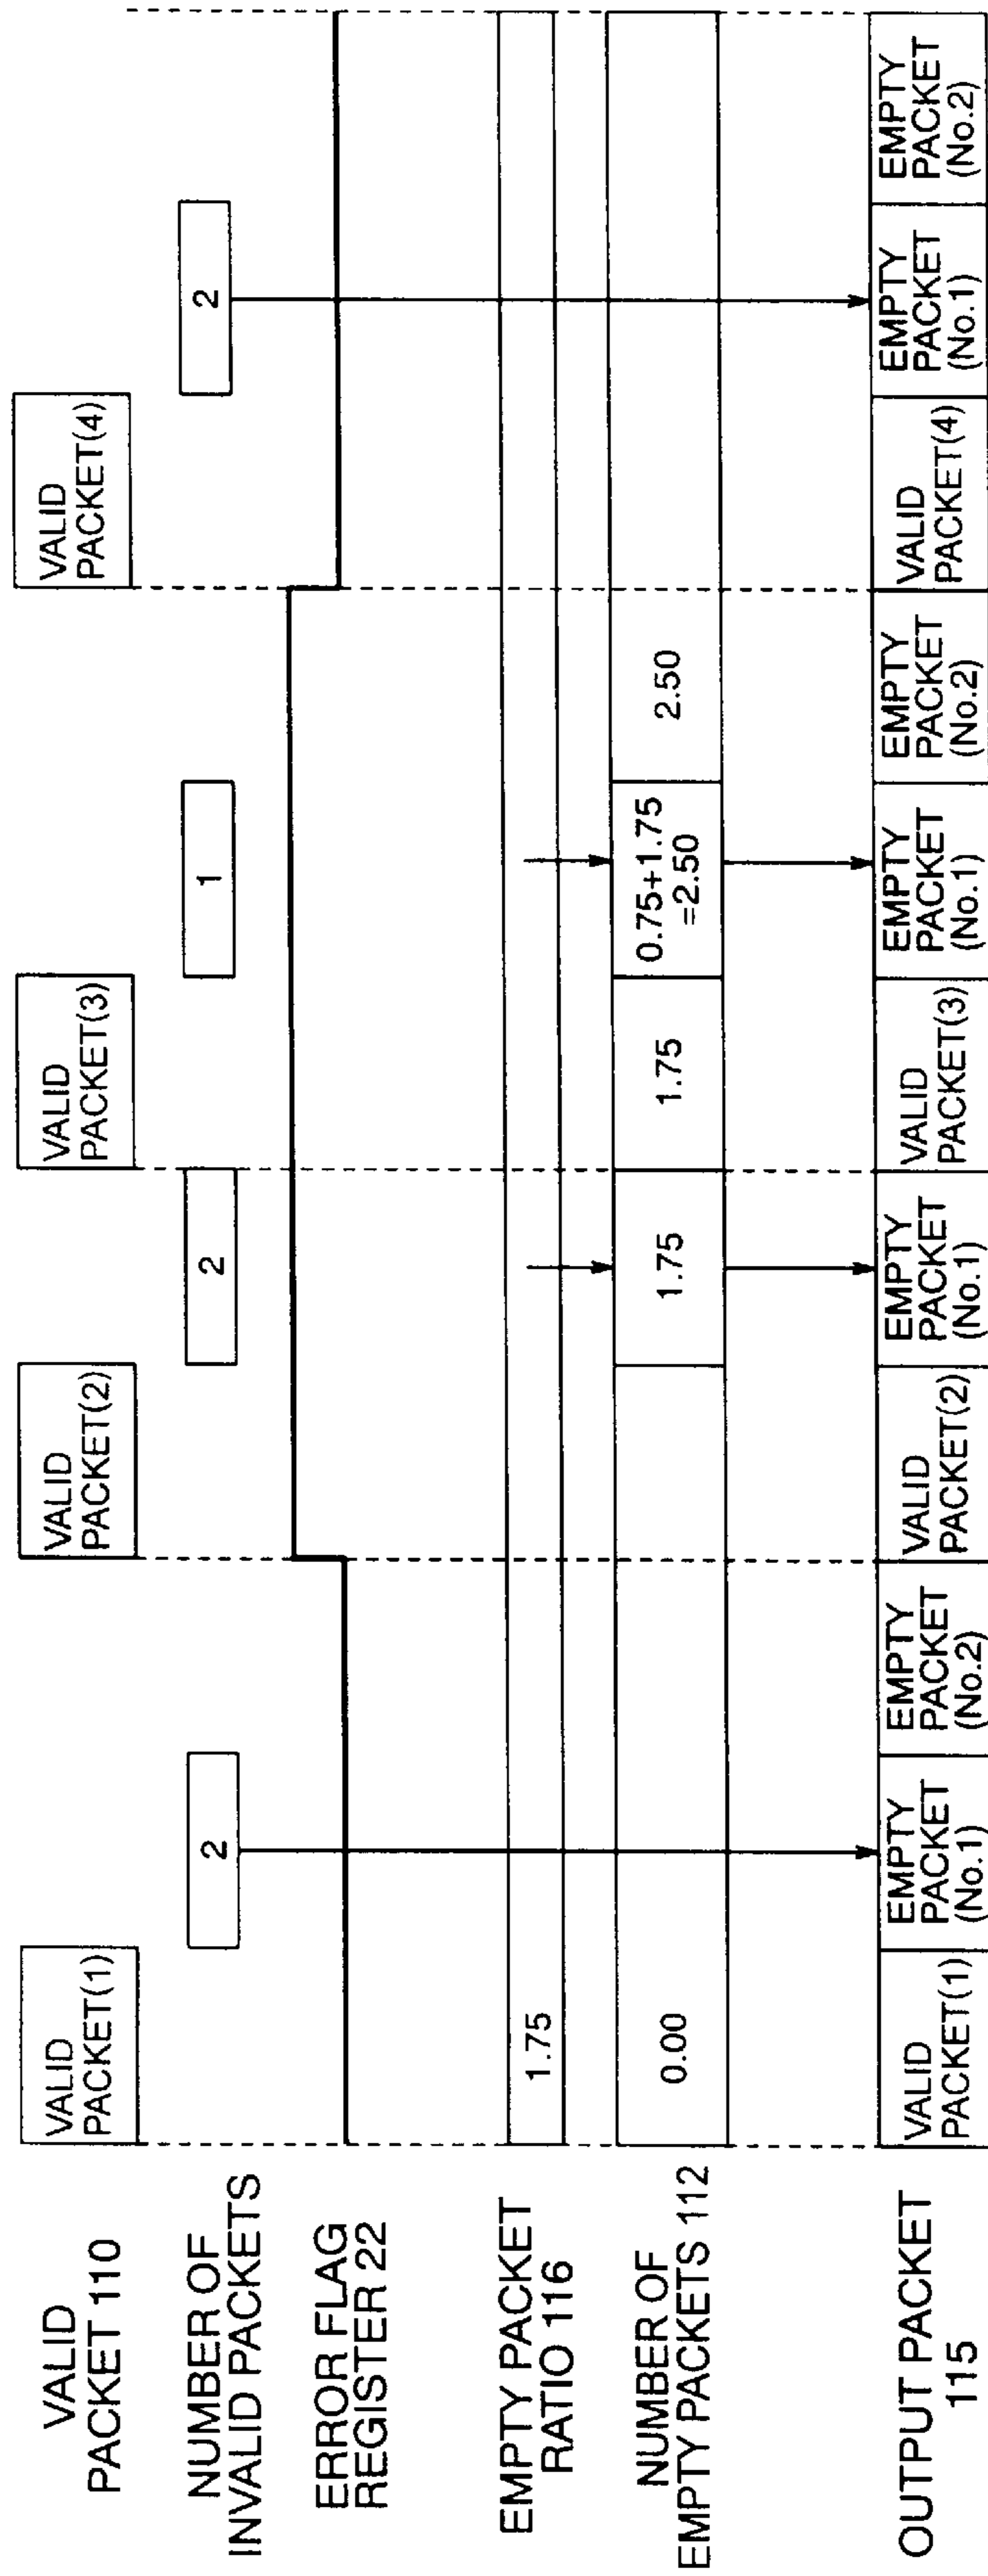 VALID
PACKET 110
VALID
PACKET(1)
VALID
PACKET(2)
VALID
PACKET(3)
VALID
PACKET(4)
NUMBER OF
INVALID PACKETS
2
2
1
2
ERROR FLAG
REGISTER 22
EMPTY PACKET
RATIO 116
1.75
NUMBER OF
EMPTY PACKETS 112
0.00
1.75
1.75
0.75+1.75
=2.50
2.50
OUTPUT PACKET
115
VALID
PACKET(1)
EMPTY
PACKET
(No.1)
EMPTY
PACKET
(No.2)
VALID
PACKET(2)
EMPTY
PACKET
(No.1)
VALID
PACKET(3)
EMPTY
PACKET
(No.1)
EMPTY
PACKET
(No.2)
VALID
PACKET(4)
EMPTY
PACKET
(No.1)
EMPTY
PACKET
(No.2)